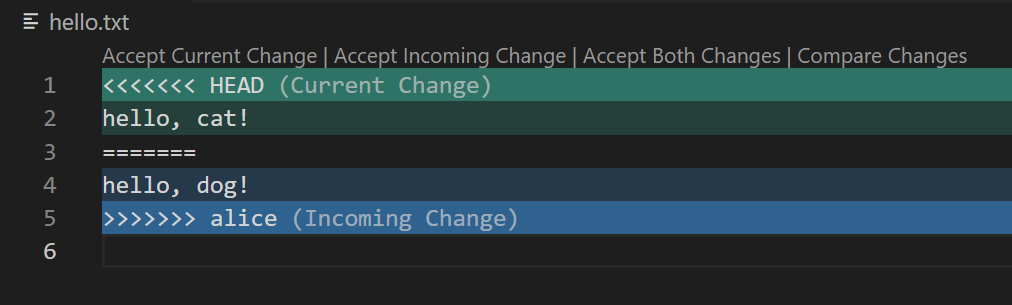 hello.txt
Accept Current Change | Accept Incoming Change | Accept Both Changes | Compare Changes
1 <<<<<<< HEAD (Current Change)
2 hello, cat!
3 =======
4 hello, dog!
5 >>>>>>> alice (Incoming Change)
6